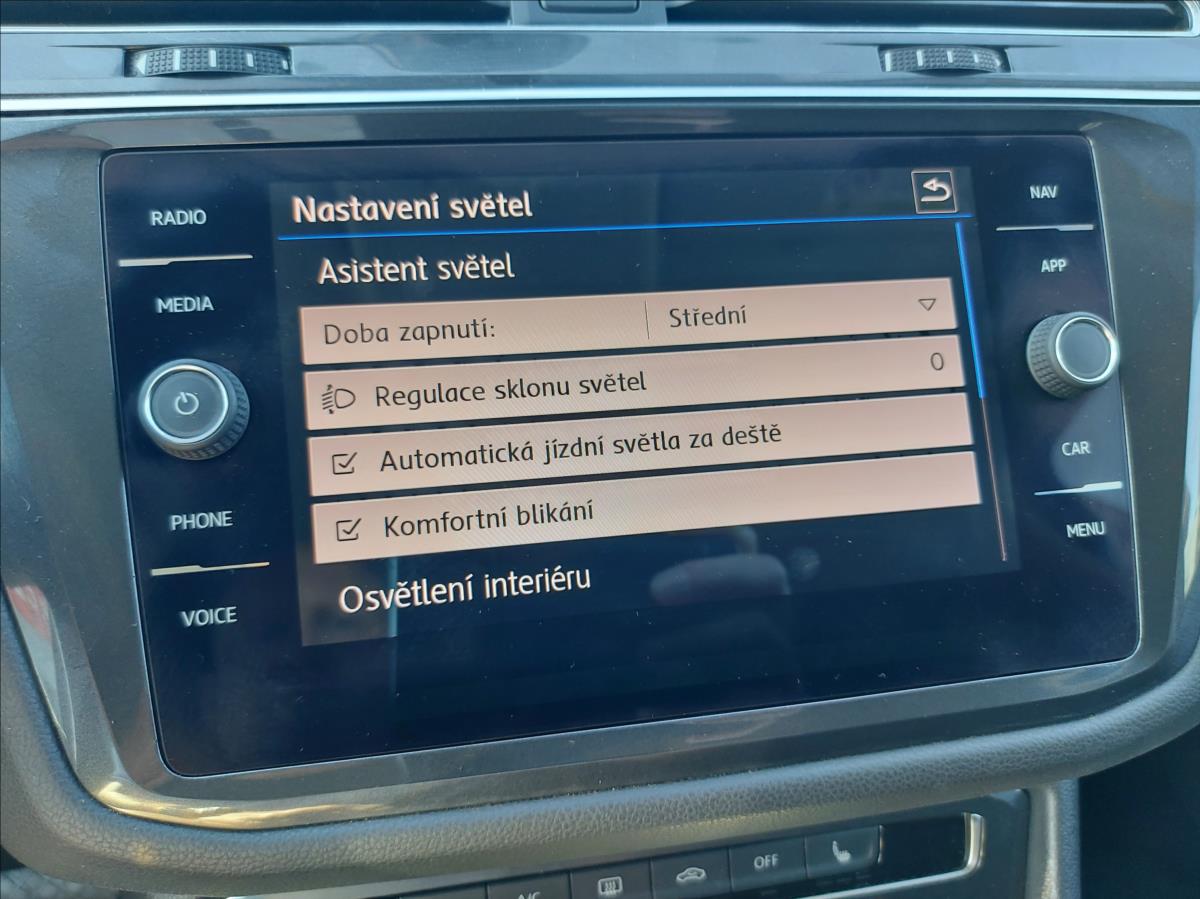 RADIO
MEDIA
PHONE
VOICE
Nastavení světel
Asistent světel
Doba zapnutí: Střední
Regulace sklonu světel 0
Automatická jízdní světla za deště
Komfortní blikání
Osvětlení interiéru
NAV
APP
CAR
MENU
A/C
OFF